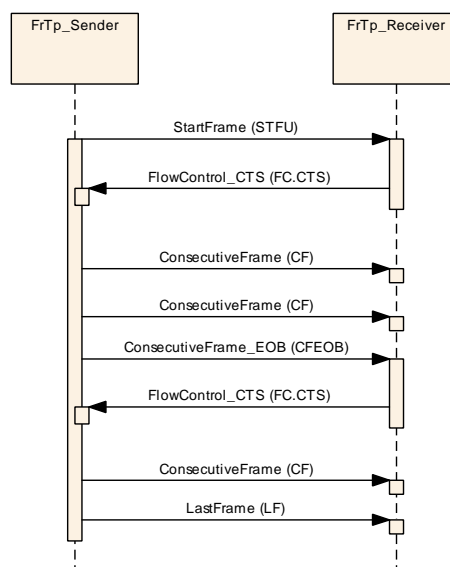 FrTp_Sender
FrTp_Receiver
StartFrame (STFU)
FlowControl_CTS (FC.CTS)
ConsecutiveFrame (CF)
ConsecutiveFrame (CF)
ConsecutiveFrame_EOB (CFEOB)
FlowControl_CTS (FC.CTS)
ConsecutiveFrame (CF)
LastFrame (LF)